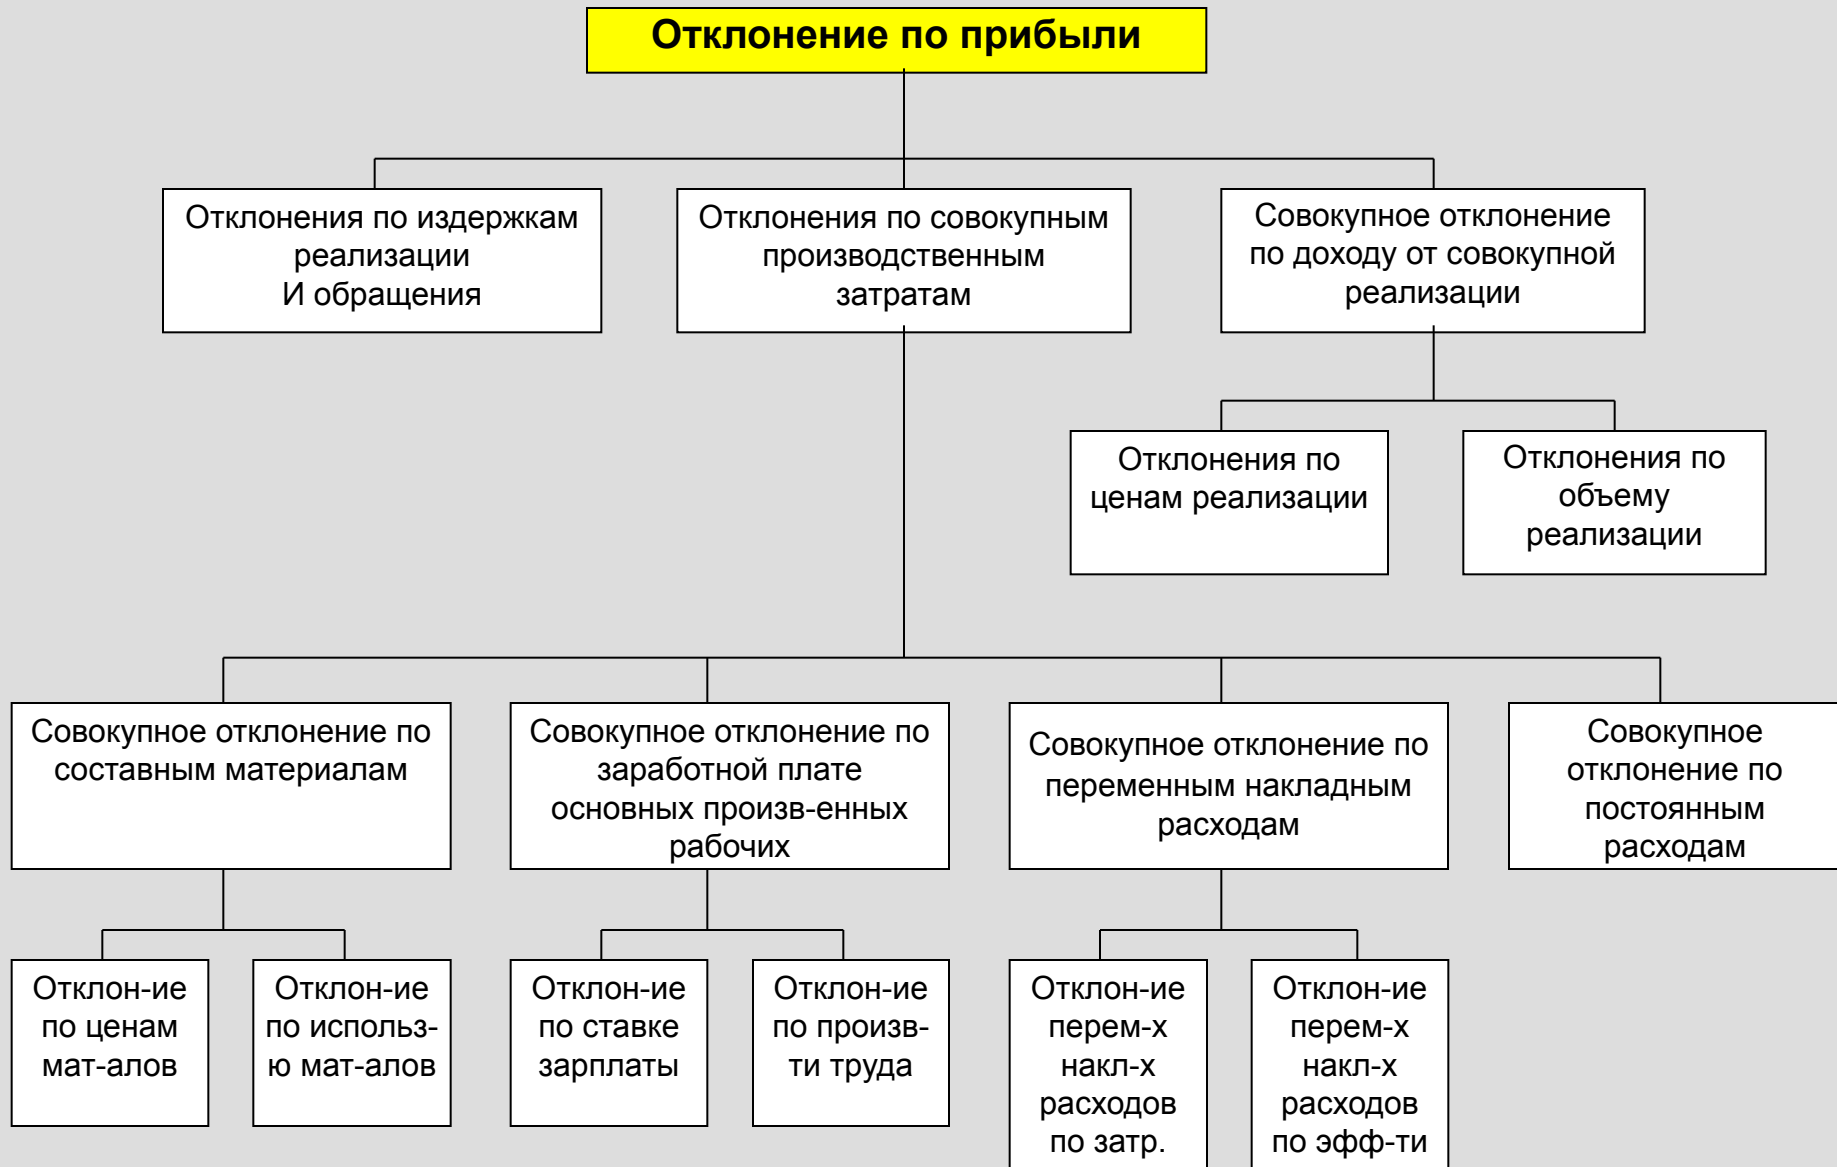 Отклонение по прибыли
Отклонения по издержкам
реализации
И обращения
Отклонения по совокупным
производственным
затратам
Совокупное отклонение
по доходу от совокупной
реализации
Отклонения по
ценам реализации
Отклонения по
объему
реализации
Совокупное отклонение по
составным материалам
Совокупное отклонение по
заработной плате
основных произв-енных
рабочих
Совокупное отклонение по
переменным накладным
расходам
Совокупное
отклонение по
постоянным
расходам
Отклон-ие
по ценам
мат-алов
Отклон-ие
по использ-
ю мат-алов
Отклон-ие
по ставке
зарплаты
Отклон-ие
по произв-
ти труда
Отклон-ие
перем-х
накл-х
расходов
по затр.
Отклон-ие
перем-х
накл-х
расходов
по эфф-ти